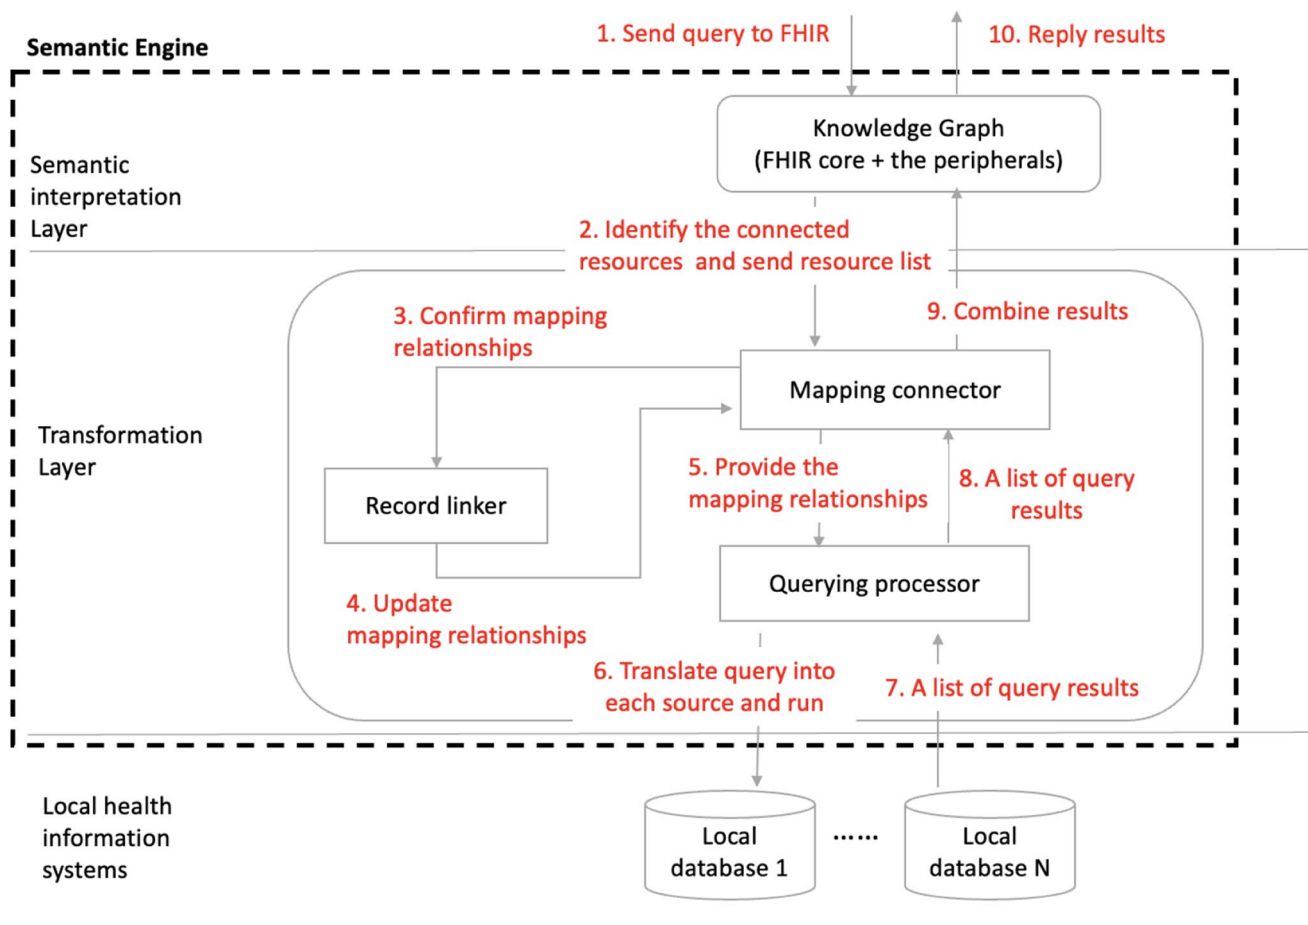 1. Send query to FHIR
10. Reply results
Semantic Engine
Knowledge Graph
(FHIR core + the peripherals)
Semantic
interpretation
Layer
2. Identify the connected
resources and send resource list
3. Confirm mapping
relationships
9. Combine results
Mapping connector
Transformation
Layer
5. Provide the
mapping relationships
8. A list of query
results
Record linker
Querying processor
4. Update
mapping relationships
6. Translate query into
each source and run
7. A list of query results
Local health
information
systems
Local
database 1
......
Local
database N